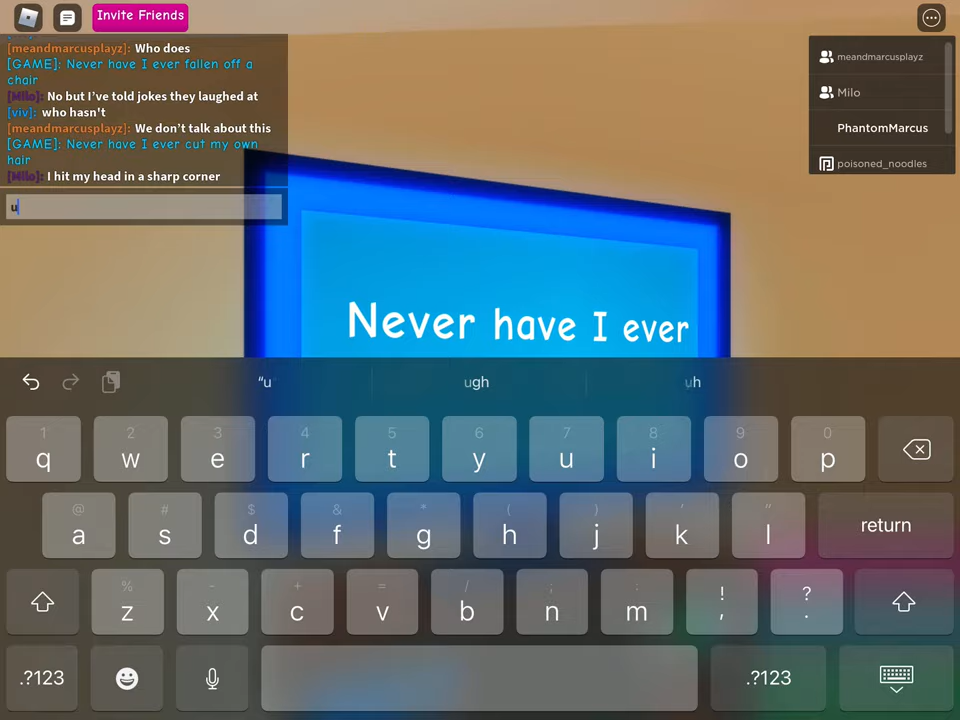 Invite Friends
[meandmarcusplayz]: Who does
[GAME]: Never have I ever fallen off a
chair
[Milo]: No but I've told jokes they laughed at
[viv]: who hasn't
[meandmarcusplayz]: We don't talk about this
[GAME]: Never have I ever cut my own
hair
[Milo]: I hit my head in a sharp corner
u
meandmarcusplayz
Milo
PhantomMarcus
poisoned_noodles
Never have I ever
“u ugh uh
1 2 3 4 5 6 7 8 9 0
q w e r t y u i o p
@ # $ & * ( ) ' "
a s d f g h j k l return
% - + = / ; : ! ?
z x c v b n m , .
.?123 .?123